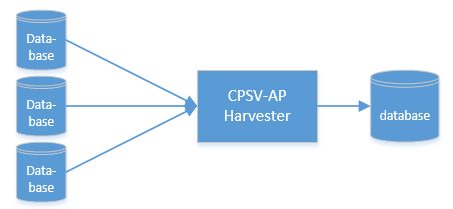 Data-
base
Data-
base
Data-
base
CPSV-AP
Harvester
database